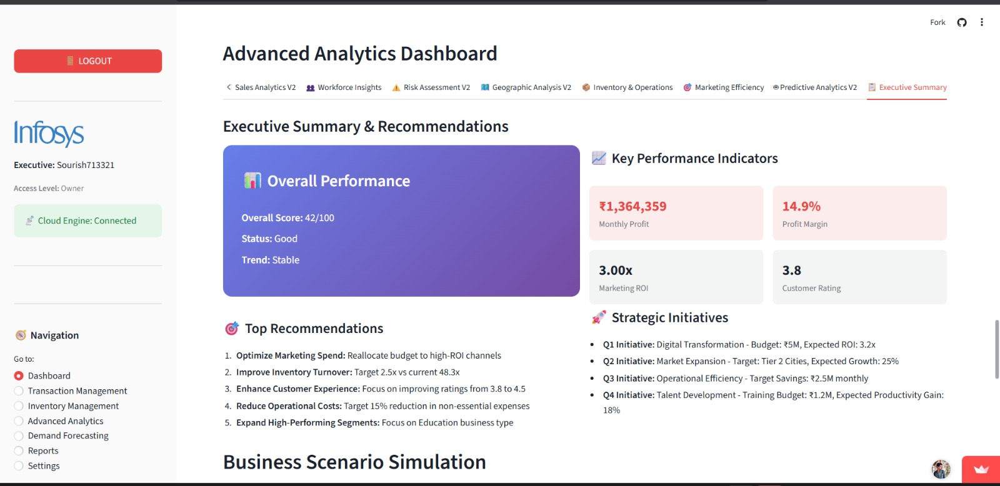 Fork
LOGOUT
Infosys
Executive: Sourish713321
Access Level: Owner
Cloud Engine: Connected
Navigation
Go to:
Dashboard
Transaction Management
Inventory Management
Advanced Analytics
Demand Forecasting
Reports
Settings
Advanced Analytics Dashboard
Sales Analytics V2
Workforce Insights
Risk Assessment V2
Geographic Analysis V2
Inventory & Operations
Marketing Efficiency
Predictive Analytics V2
Executive Summary
Executive Summary & Recommendations
Overall Performance
Overall Score: 42/100
Status: Good
Trend: Stable
Key Performance Indicators
₹1,364,359
Monthly Profit
14.9%
Profit Margin
3.00x
Marketing ROI
3.8
Customer Rating
Top Recommendations
1. Optimize Marketing Spend: Reallocate budget to high-ROI channels
2. Improve Inventory Turnover: Target 2.5x vs current 48.3x
3. Enhance Customer Experience: Focus on improving ratings from 3.8 to 4.5
4. Reduce Operational Costs: Target 15% reduction in non-essential expenses
5. Expand High-Performing Segments: Focus on Education business type
Strategic Initiatives
• Q1 Initiative: Digital Transformation - Budget: ₹5M, Expected ROI: 3.2x
• Q2 Initiative: Market Expansion - Target: Tier 2 Cities, Expected Growth: 25%
• Q3 Initiative: Operational Efficiency - Target Savings: ₹2.5M monthly
• Q4 Initiative: Talent Development - Training Budget: ₹1.2M, Expected Productivity Gain:
18%
Business Scenario Simulation